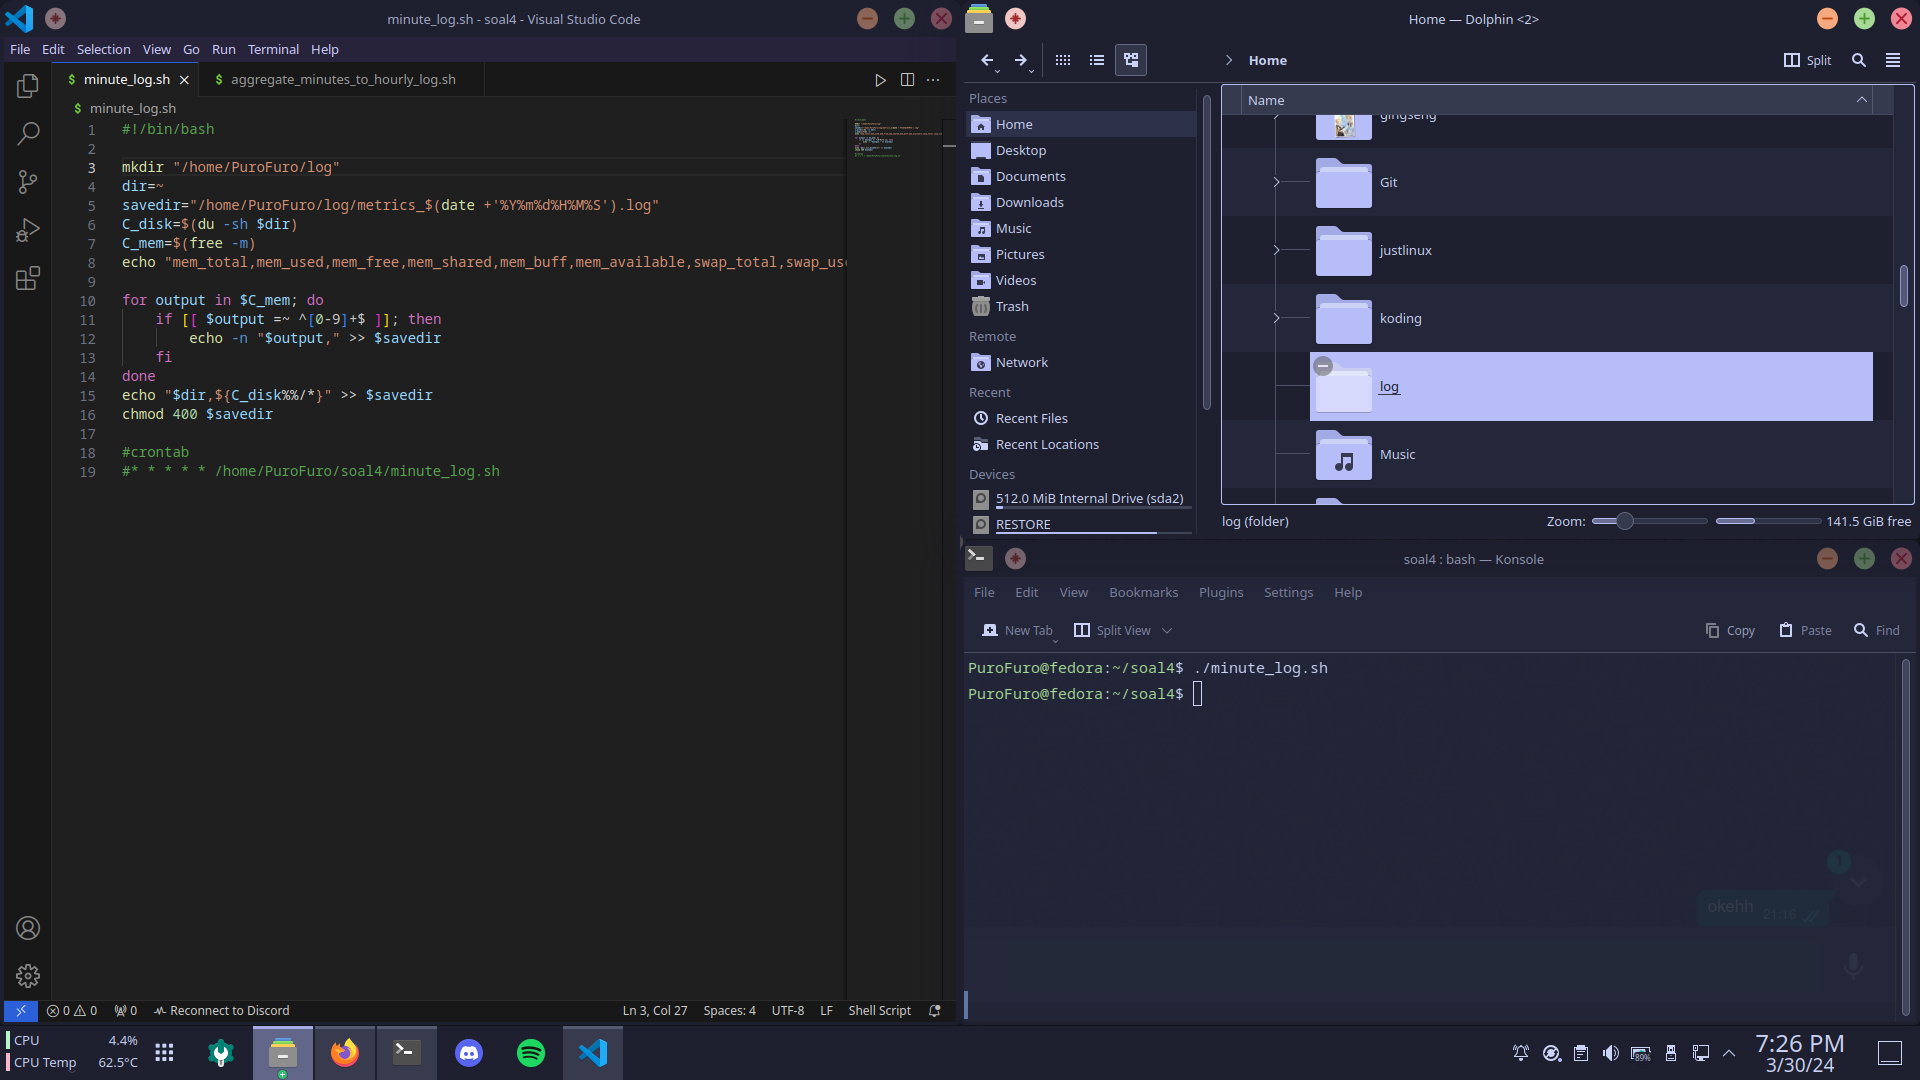 minute_log.sh - soal4 - Visual Studio Code
File Edit Selection View Go Run Terminal Help
$ minute_log.sh
$ aggregate_minutes_to_hourly_log.sh
$ minute_log.sh
1 #!/bin/bash
2
3 mkdir "/home/PuroFuro/log"
4 dir=~
5 savedir="/home/PuroFuro/log/metrics_$(date +'%Y%m%d%H%M%S').log"
6 C_disk=$(du -sh $dir)
7 C_mem=$(free -m)
8 echo "mem_total,mem_used,mem_free,mem_shared,mem_buff,mem_available,swap_total,swap_us
9
10 for output in $C_mem; do
11 if [[ $output =~ ^[0-9]+$ ]]; then
12 echo -n "$output," >> $savedir
13 fi
14 done
15 echo "$dir,${C_disk%%/*}" >> $savedir
16 chmod 400 $savedir
17
18 #crontab
19 #* * * * * /home/PuroFuro/soal4/minute_log.sh
0 0 0 Reconnect to Discord
Ln 3, Col 27 Spaces: 4 UTF-8 LF Shell Script
Home — Dolphin <2>
Home
Split
Places
Home
Desktop
Documents
Downloads
Music
Pictures
Videos
Trash
Remote
Network
Recent
Recent Files
Recent Locations
Devices
512.0 MiB Internal Drive (sda2)
RESTORE
Name
gingseng
Git
justlinux
koding
log
Music
log (folder)
Zoom:
141.5 GiB free
soal4 : bash — Konsole
File Edit View Bookmarks Plugins Settings Help
New Tab Split View Copy Paste Find
PuroFuro@fedora:~/soal4$ ./minute_log.sh
PuroFuro@fedora:~/soal4$
1
okehh 21:16
CPU 4.4%
CPU Temp 62.5°C
89%
7:26 PM
3/30/24